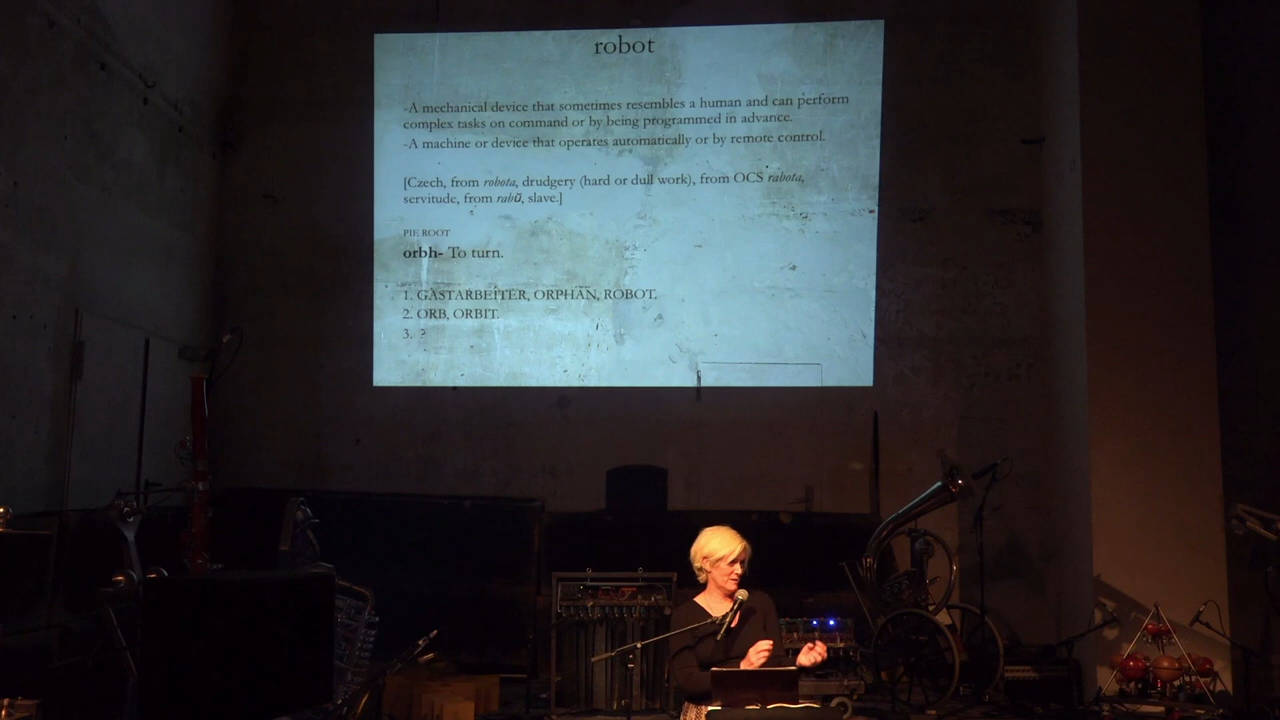 robot
-A mechanical device that sometimes resembles a human and can perform
complex tasks on command or by being programmed in advance.
-A machine or device that operates automatically or by remote control.
[Czech, from robota, drudgery (hard or dull work), from OCS rabota,
servitude, from rabŭ, slave.]
PIE ROOT
orbh- To turn.
1. GASTARBEITER, ORPHAN, ROBOT.
2. ORB, ORBIT.
3. ?